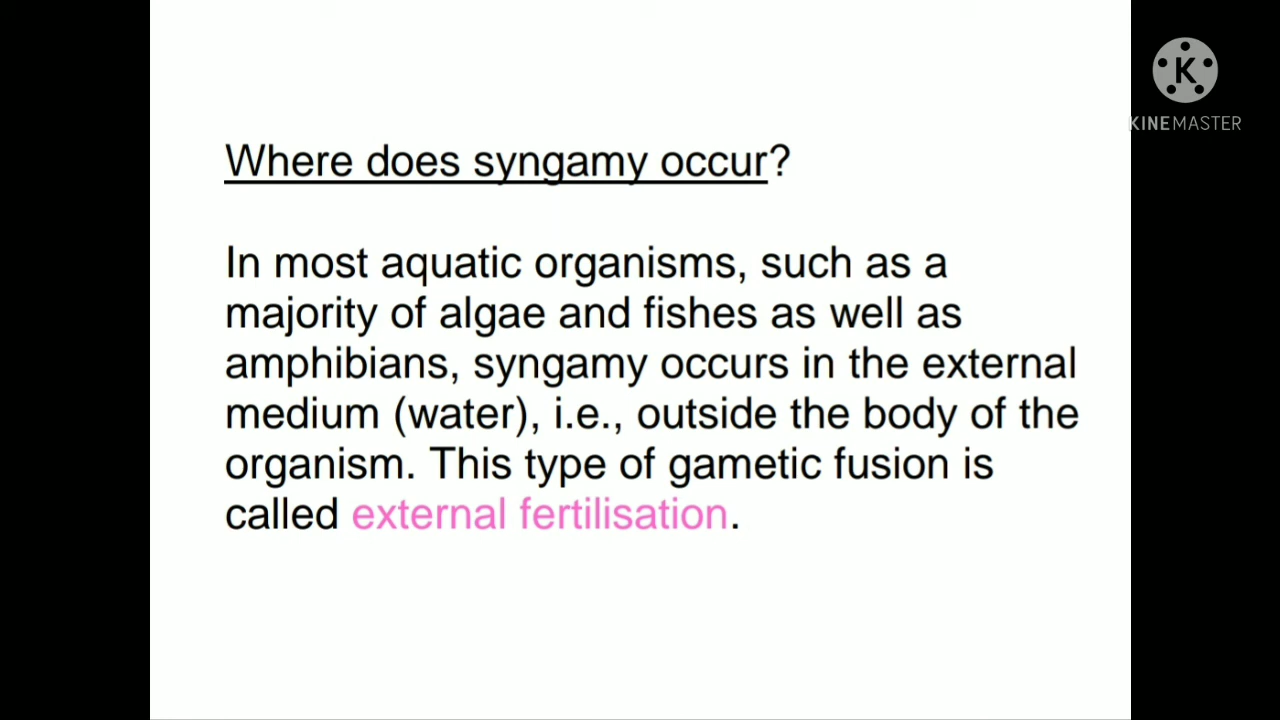 K
KINEMASTER
Where does syngamy occur?
In most aquatic organisms, such as a
majority of algae and fishes as well as
amphibians, syngamy occurs in the external
medium (water), i.e., outside the body of the
organism. This type of gametic fusion is
called external fertilisation.